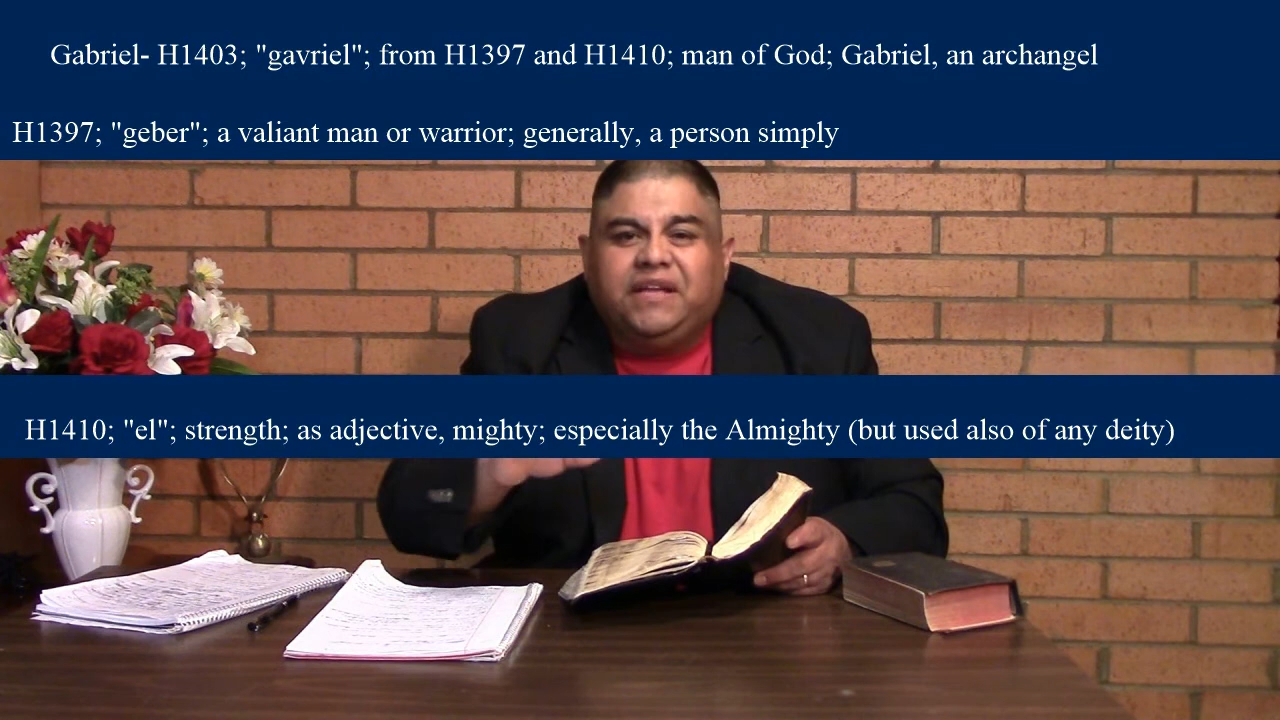 Gabriel- H1403; "gavriel"; from H1397 and H1410; man of God; Gabriel, an archangel
H1397; "geber"; a valiant man or warrior; generally, a person simply
H1410; "el"; strength; as adjective, mighty; especially the Almighty (but used also of any deity)